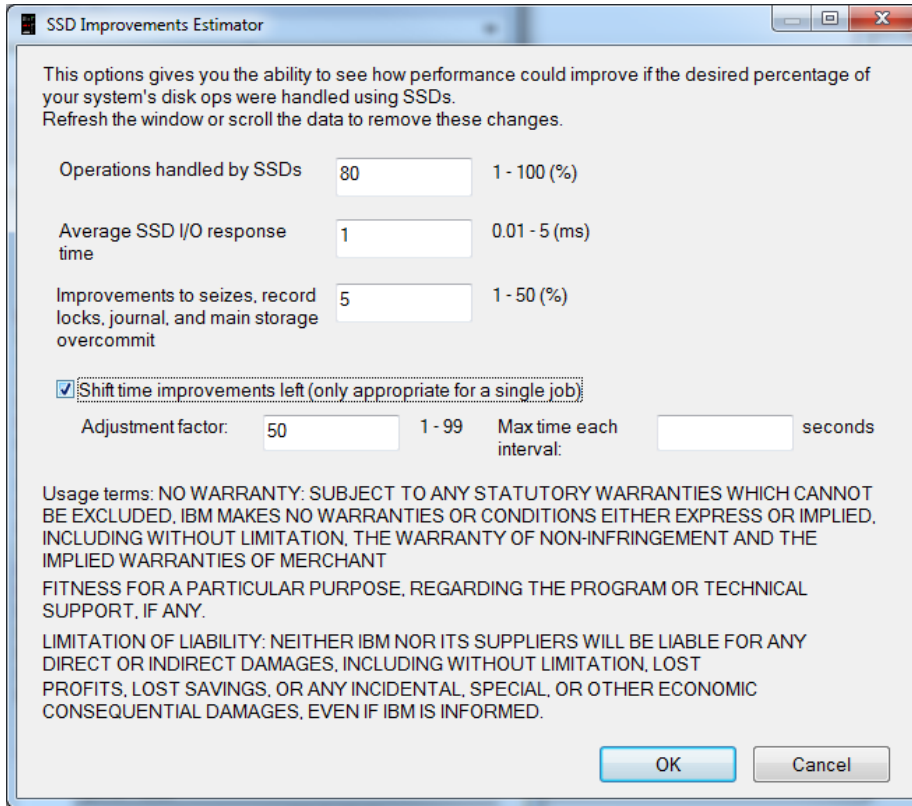 SSD Improvements Estimator
This options gives you the ability to see how performance could improve if the desired percentage of
your system's disk ops were handled using SSDs.
Refresh the window or scroll the data to remove these changes.
Operations handled by SSDs 80 1 - 100 (%)
Average SSD I/O response
time 1 0.01 - 5 (ms)
Improvements to seizes, record
locks, journal, and main storage
overcommit 5 1 - 50 (%)
Shift time improvements left (only appropriate for a single job)
Adjustment factor: 50 1 - 99 Max time each
interval: seconds
Usage terms: NO WARRANTY: SUBJECT TO ANY STATUTORY WARRANTIES WHICH CANNOT
BE EXCLUDED, IBM MAKES NO WARRANTIES OR CONDITIONS EITHER EXPRESS OR IMPLIED,
INCLUDING WITHOUT LIMITATION, THE WARRANTY OF NON-INFRINGEMENT AND THE
IMPLIED WARRANTIES OF MERCHANT
FITNESS FOR A PARTICULAR PURPOSE, REGARDING THE PROGRAM OR TECHNICAL
SUPPORT, IF ANY.
LIMITATION OF LIABILITY: NEITHER IBM NOR ITS SUPPLIERS WILL BE LIABLE FOR ANY
DIRECT OR INDIRECT DAMAGES, INCLUDING WITHOUT LIMITATION, LOST
PROFITS, LOST SAVINGS, OR ANY INCIDENTAL, SPECIAL, OR OTHER ECONOMIC
CONSEQUENTIAL DAMAGES, EVEN IF IBM IS INFORMED.
OK Cancel